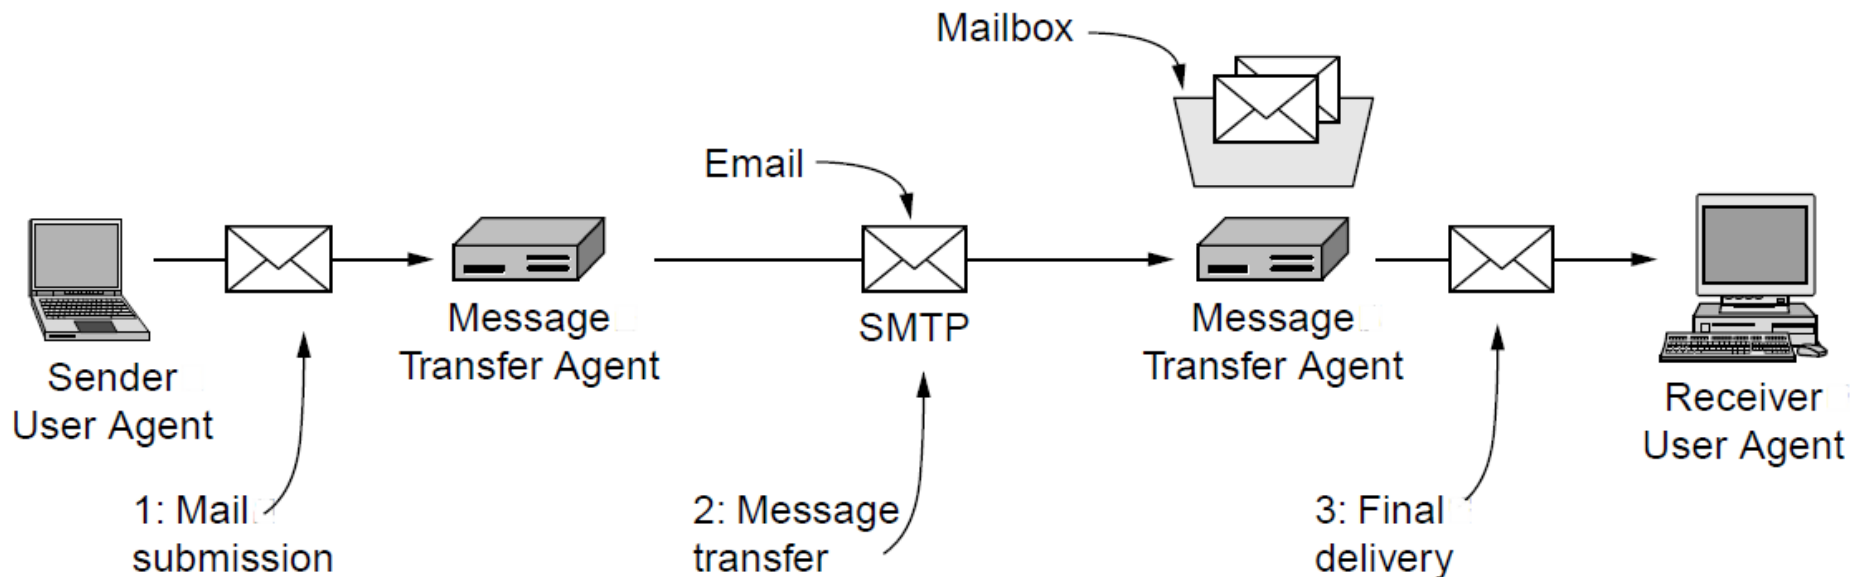 Mailbox
Email
Message
Transfer Agent
SMTP
Message
Transfer Agent
Sender
User Agent
Receiver
User Agent
1: Mail
submission
2: Message
transfer
3: Final
delivery